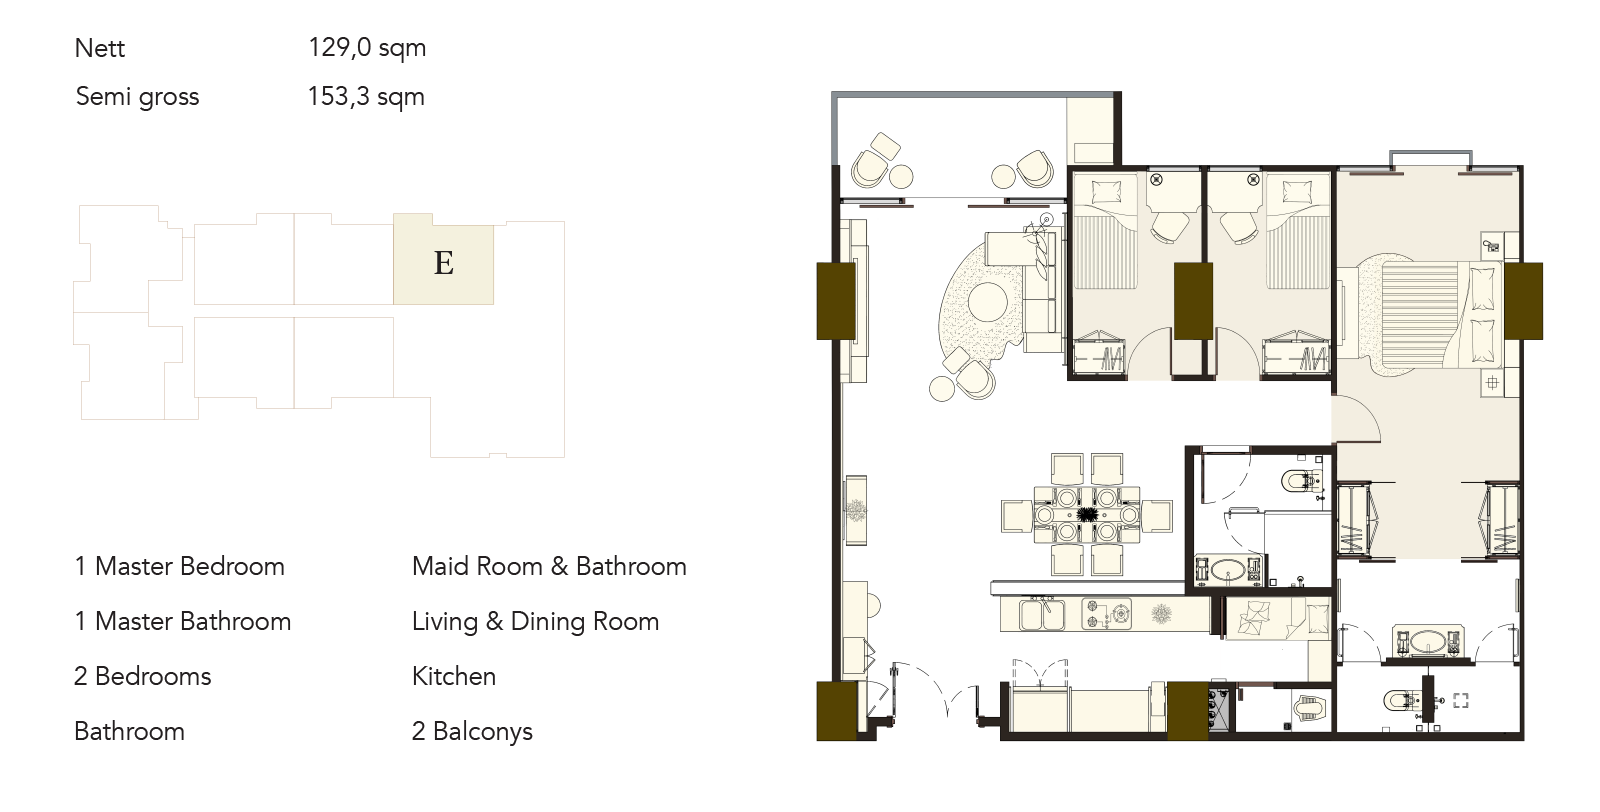 Nett 129,0 sqm
Semi gross 153,3 sqm
E
1 Master Bedroom
1 Master Bathroom
2 Bedrooms
Bathroom
Maid Room & Bathroom
Living & Dining Room
Kitchen
2 Balconys